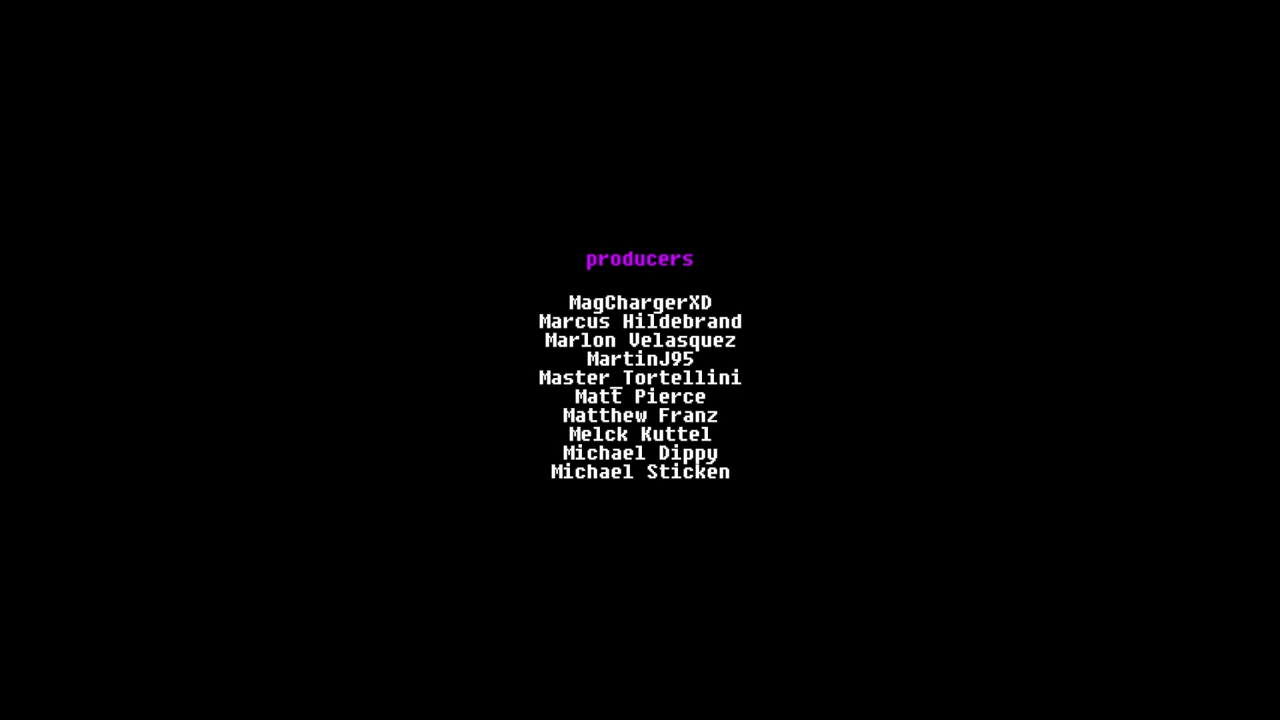 producers
MagChargerXD
Marcus Hildebrand
Marlon Velasquez
MartinJ95
Master_Tortellini
Matt Pierce
Matthew Franz
Melck Kuttel
Michael Dippy
Michael Sticken